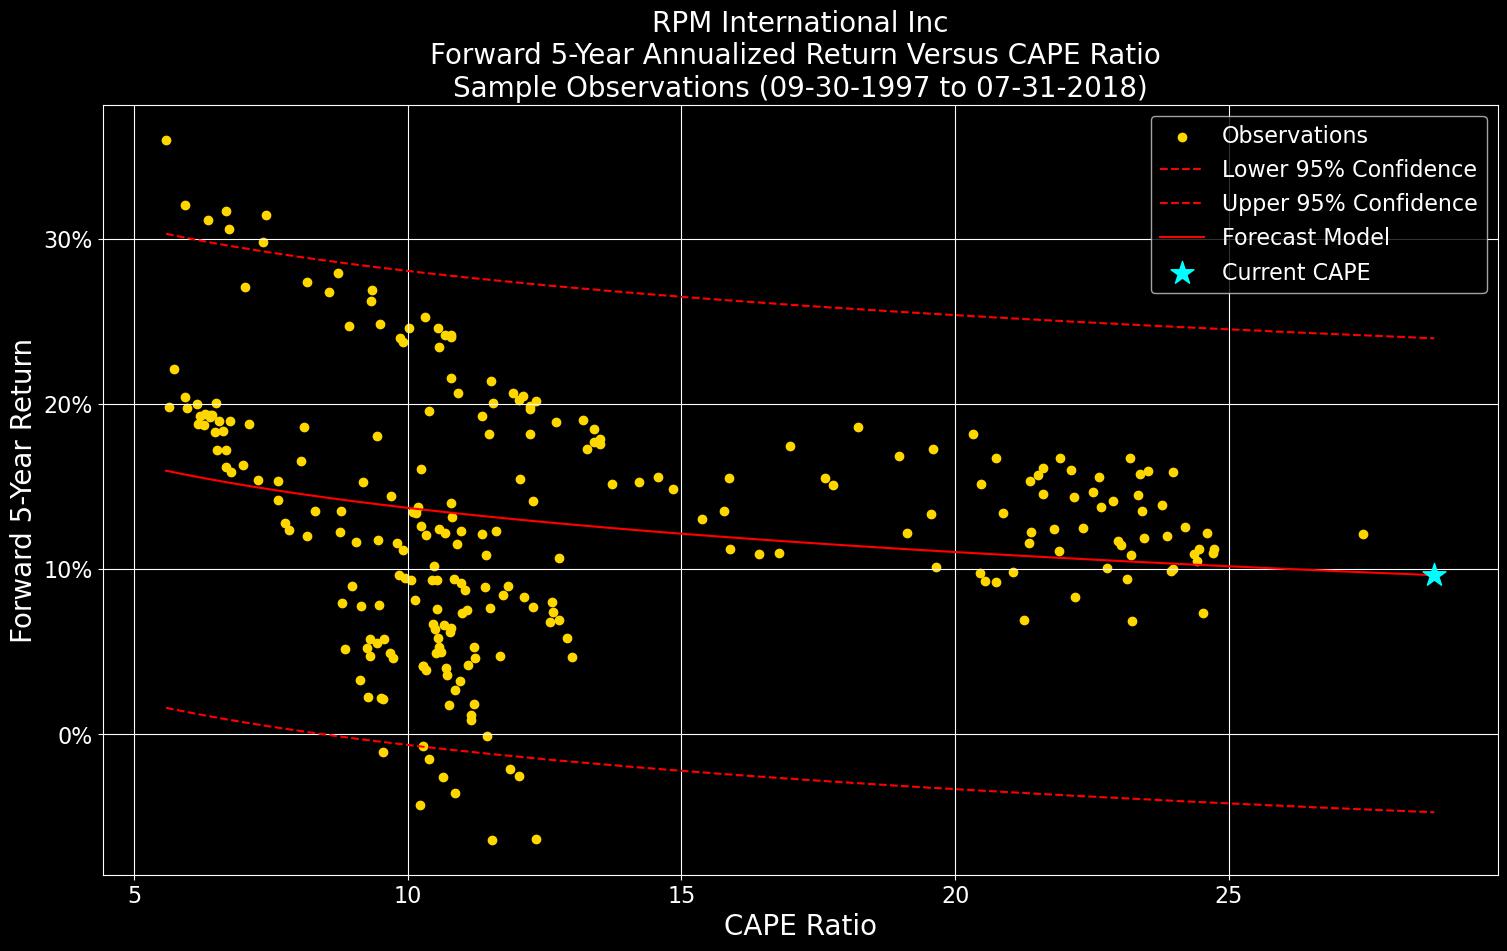 RPM International Inc
Forward 5-Year Annualized Return Versus CAPE Ratio
Sample Observations (09-30-1997 to 07-31-2018)
Observations
Lower 95% Confidence
Upper 95% Confidence
Forecast Model
Current CAPE
Forward 5-Year Return
30%
20%
10%
0%
5 10 15 20 25
CAPE Ratio